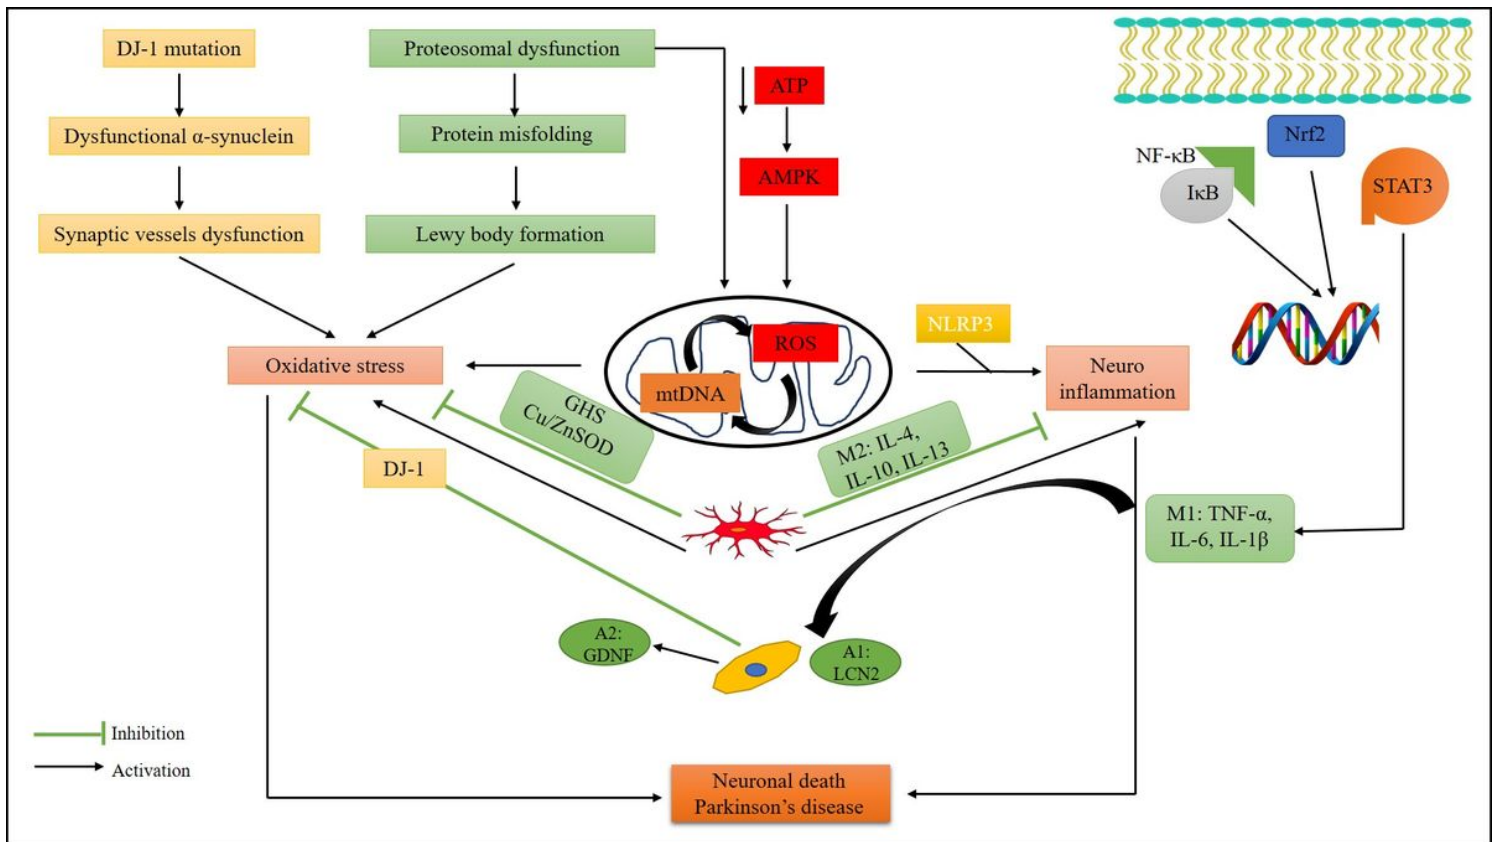 DJ-1 mutation
Dysfunctional α-synuclein
Synaptic vessels dysfunction
Proteosomal dysfunction
Protein misfolding
Lewy body formation
ATP
AMPK
Nrf2
NF-κB
IκB
STAT3
Oxidative stress
ROS
mtDNA
NLRP3
Neuro
inflammation
GHS
Cu/ZnSOD
M2: IL-4,
IL-10, IL-13
DJ-1
M1: TNF-α,
IL-6, IL-1β
A2:
GDNF
A1:
LCN2
Inhibition
Activation
Neuronal death
Parkinson’s disease